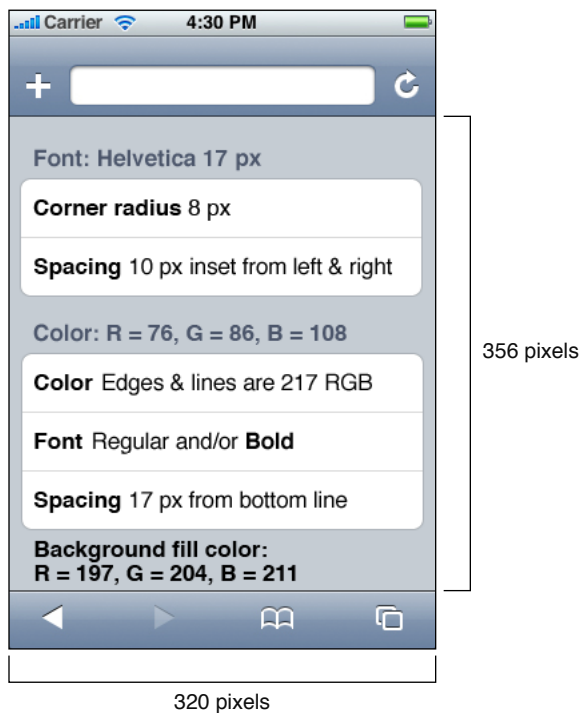 Carrier 4:30 PM
Font: Helvetica 17 px
Corner radius 8 px
Spacing 10 px inset from left & right
Color: R = 76, G = 86, B = 108
Color Edges & lines are 217 RGB
Font Regular and/or Bold
Spacing 17 px from bottom line
Background fill color:
R = 197, G = 204, B = 211
356 pixels
320 pixels